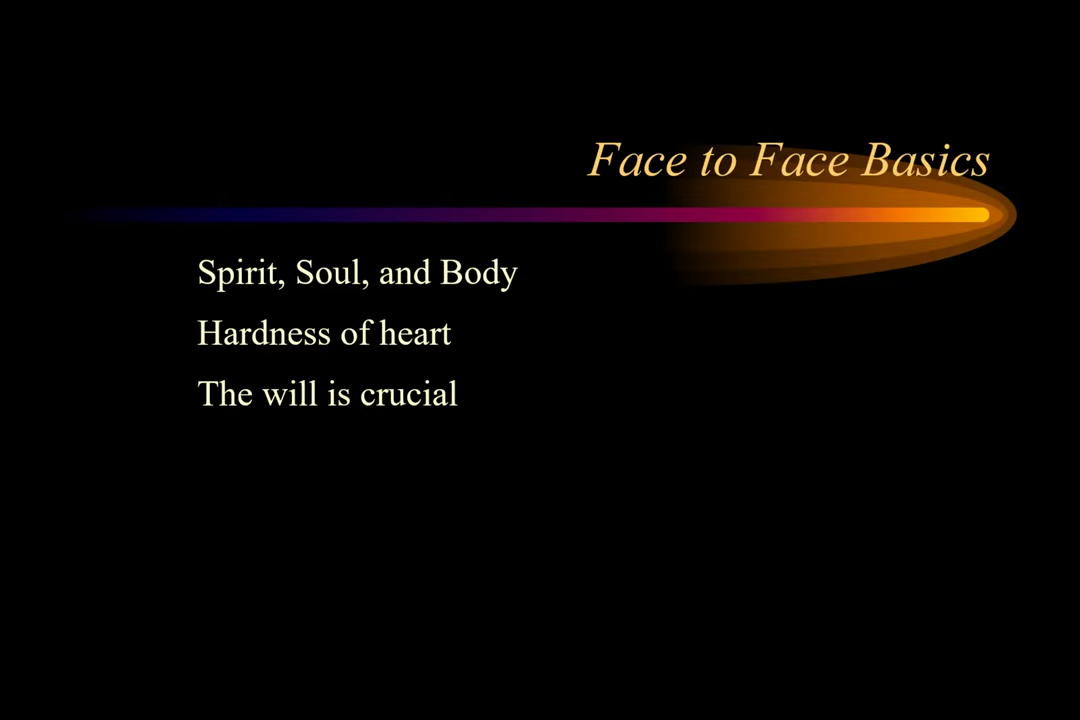 Face to Face Basics
Spirit, Soul, and Body
Hardness of heart
The will is crucial